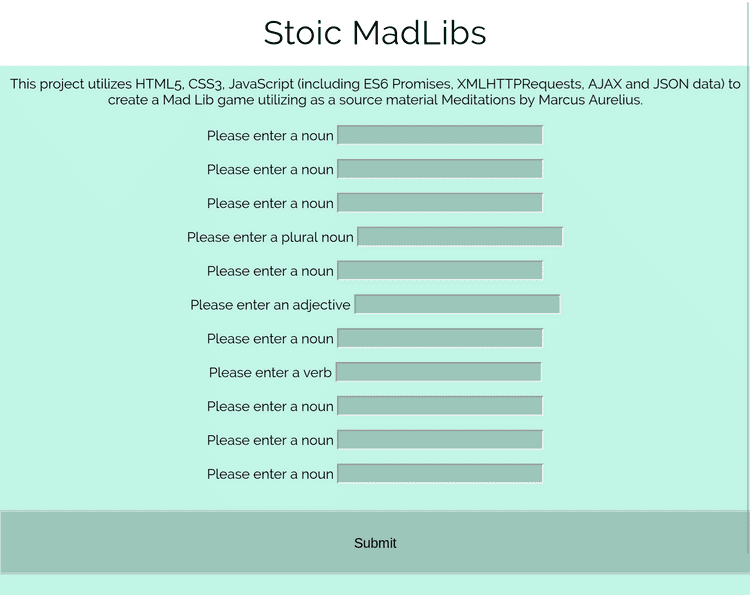 Stoic MadLibs
This project utilizes HTML5, CSS3, JavaScript (including ES6 Promises, XMLHTTPRequests, AJAX and JSON data) to
create a Mad Lib game utilizing as a source material Meditations by Marcus Aurelius.
Please enter a noun
Please enter a noun
Please enter a noun
Please enter a plural noun
Please enter a noun
Please enter an adjective
Please enter a noun
Please enter a verb
Please enter a noun
Please enter a noun
Please enter a noun
Submit